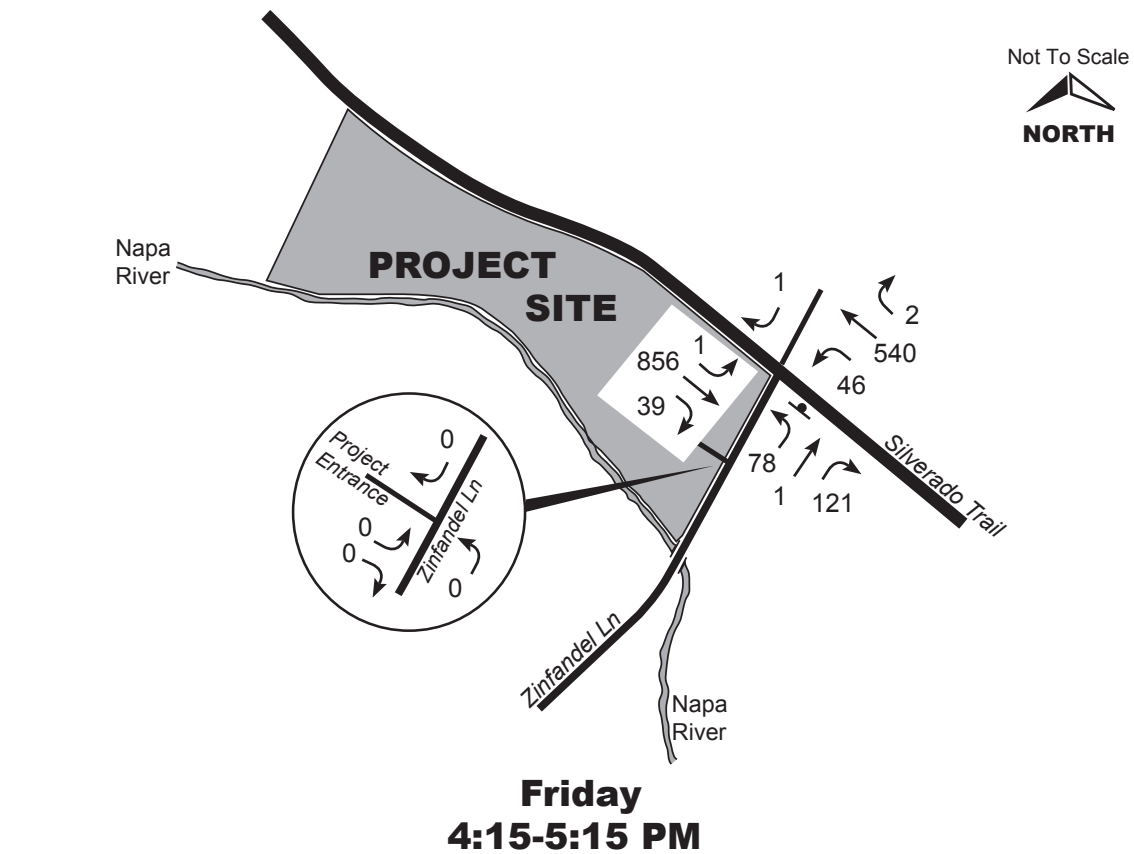 Not To Scale
NORTH
Napa
River
PROJECT
SITE
1
2
540
46
1
856
39
Silverado Trail
78
1
121
Project
Entrance
0
0
0
Zinfandel Ln
0
Zinfandel Ln
Napa
River
Friday
4:15-5:15 PM